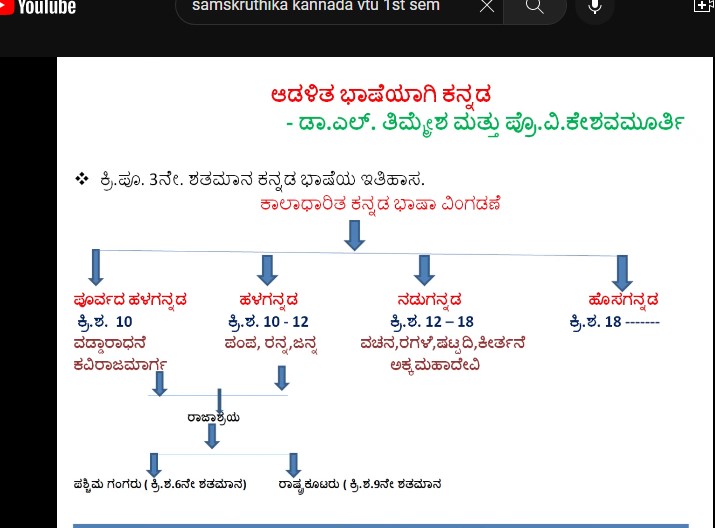 YouTube
samskruthika kannada vtu 1st sem
ಆಡಳಿತ ಭಾಷೆಯಾಗಿ ಕನ್ನಡ
- ಡಾ.ಎಲ್. ತಿಮ್ಮೇಶ ಮತ್ತು ಪ್ರೊ.ವಿ.ಕೇಶವಮೂರ್ತಿ
❖ ಕ್ರಿ.ಪೂ. 3ನೇ. ಶತಮಾನ ಕನ್ನಡ ಭಾಷೆಯ ಇತಿಹಾಸ.
ಕಾಲಾಧಾರಿತ ಕನ್ನಡ ಭಾಷಾ ವಿಂಗಡಣೆ
ಪೂರ್ವದ ಹಳಗನ್ನಡ ಹಳಗನ್ನಡ ನಡುಗನ್ನಡ ಹೊಸಗನ್ನಡ
ಕ್ರಿ.ಶ. 10 ಕ್ರಿ.ಶ. 10 - 12 ಕ್ರಿ.ಶ. 12 – 18 ಕ್ರಿ.ಶ. 18 -------
ವಡ್ಡಾರಾಧನೆ ಪಂಪ, ರನ್ನ,ಜನ್ನ ವಚನ,ರಗಳೆ,ಷಟ್ಪದಿ,ಕೀರ್ತನೆ
ಕವಿರಾಜಮಾರ್ಗ ಅಕ್ಕಮಹಾದೇವಿ
ರಾಜಾಶ್ರಯ
ಪಶ್ಚಿಮ ಗಂಗರು ( ಕ್ರಿ.ಶ.6ನೇ ಶತಮಾನ) ರಾಷ್ಟ್ರಕೂಟರು ( ಕ್ರಿ.ಶ.9ನೇ ಶತಮಾನ